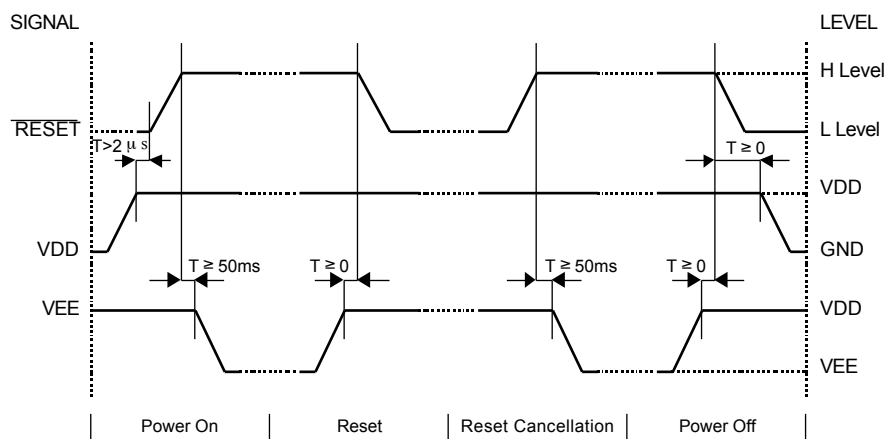 SIGNAL LEVEL
H Level
RESET L Level
T>2 μ s T ≥ 0
VDD
VDD GND
T ≥ 50ms T ≥ 0 T ≥ 50ms T ≥ 0
VEE VDD
VEE
Power On Reset Reset Cancellation Power Off